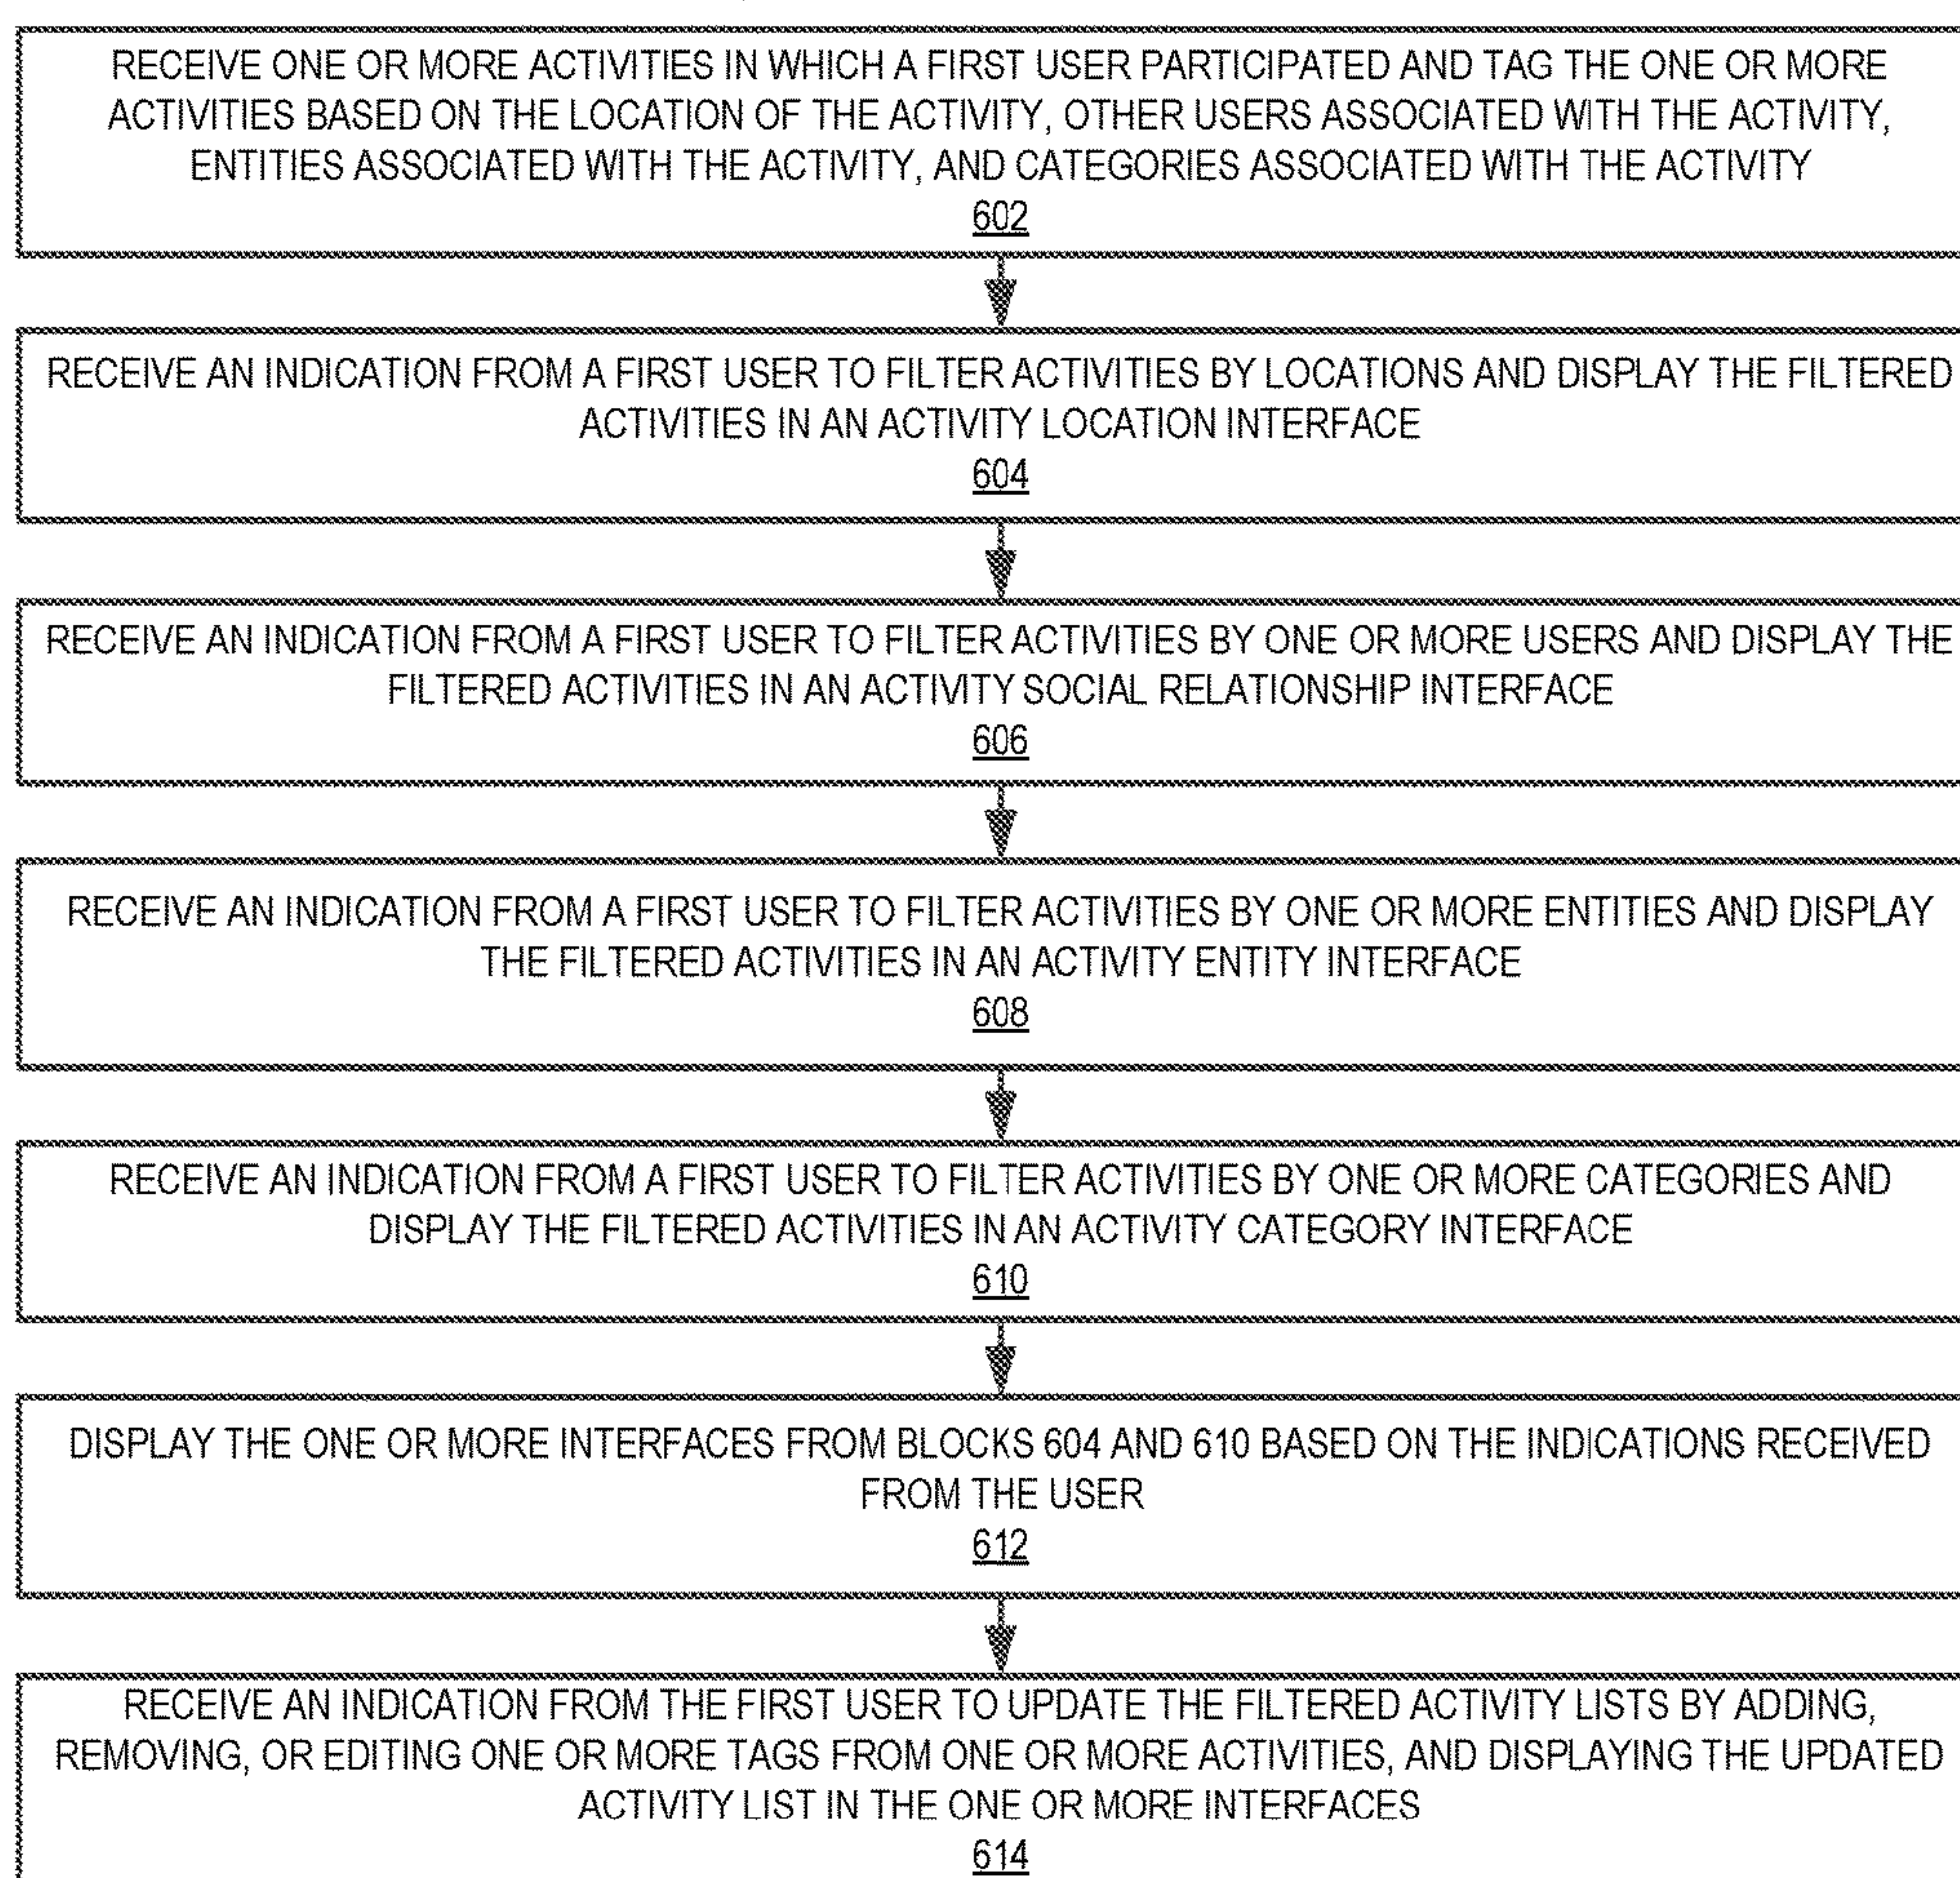 RECEIVE ONE OR MORE ACTIVITIES IN WHICH A FIRST USER PARTICIPATED AND TAG THE ONE OR MORE
ACTIVITIES BASED ON THE LOCATION OF THE ACTIVITY, OTHER USERS ASSOCIATED WITH THE ACTIVITY,
ENTITIES ASSOCIATED WITH THE ACTIVITY, AND CATEGORIES ASSOCIATED WITH THE ACTIVITY
602
RECEIVE AN INDICATION FROM A FIRST USER TO FILTER ACTIVITIES BY LOCATIONS AND DISPLAY THE FILTERED
ACTIVITIES IN AN ACTIVITY LOCATION INTERFACE
604
RECEIVE AN INDICATION FROM A FIRST USER TO FILTER ACTIVITIES BY ONE OR MORE USERS AND DISPLAY THE
FILTERED ACTIVITIES IN AN ACTIVITY SOCIAL RELATIONSHIP INTERFACE
606
RECEIVE AN INDICATION FROM A FIRST USER TO FILTER ACTIVITIES BY ONE OR MORE ENTITIES AND DISPLAY
THE FILTERED ACTIVITIES IN AN ACTIVITY ENTITY INTERFACE
608
RECEIVE AN INDICATION FROM A FIRST USER TO FILTER ACTIVITIES BY ONE OR MORE CATEGORIES AND
DISPLAY THE FILTERED ACTIVITIES IN AN ACTIVITY CATEGORY INTERFACE
610
DISPLAY THE ONE OR MORE INTERFACES FROM BLOCKS 604 AND 610 BASED ON THE INDICATIONS RECEIVED
FROM THE USER
612
RECEIVE AN INDICATION FROM THE FIRST USER TO UPDATE THE FILTERED ACTIVITY LISTS BY ADDING,
REMOVING, OR EDITING ONE OR MORE TAGS FROM ONE OR MORE ACTIVITIES, AND DISPLAYING THE UPDATED
ACTIVITY LIST IN THE ONE OR MORE INTERFACES
614